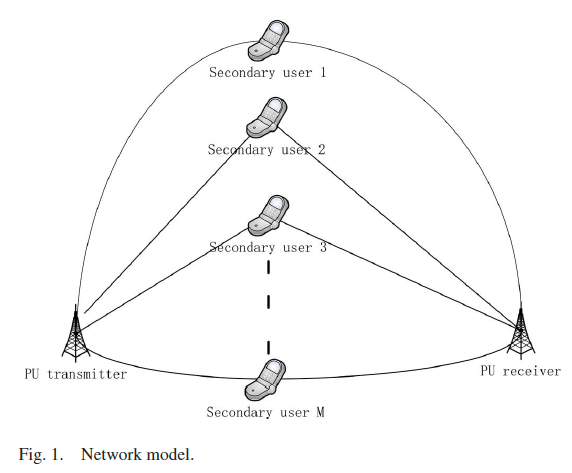 Secondary user 1
Secondary user 2
Secondary user 3
PU transmitter
PU receiver
Secondary user M
Fig. 1. Network model.